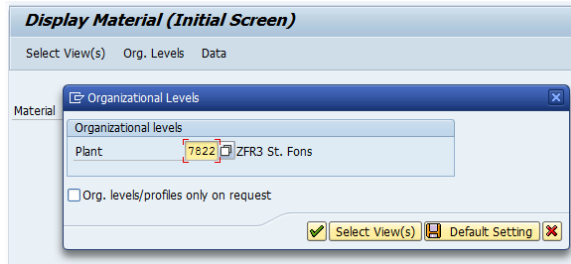 Display Material (Initial Screen)
Select View(s) Org. Levels Data
Material
Organizational Levels
Organizational levels
Plant 7822 ZFR3 St. Fons
Org. levels/profiles only on request
Select View(s) Default Setting